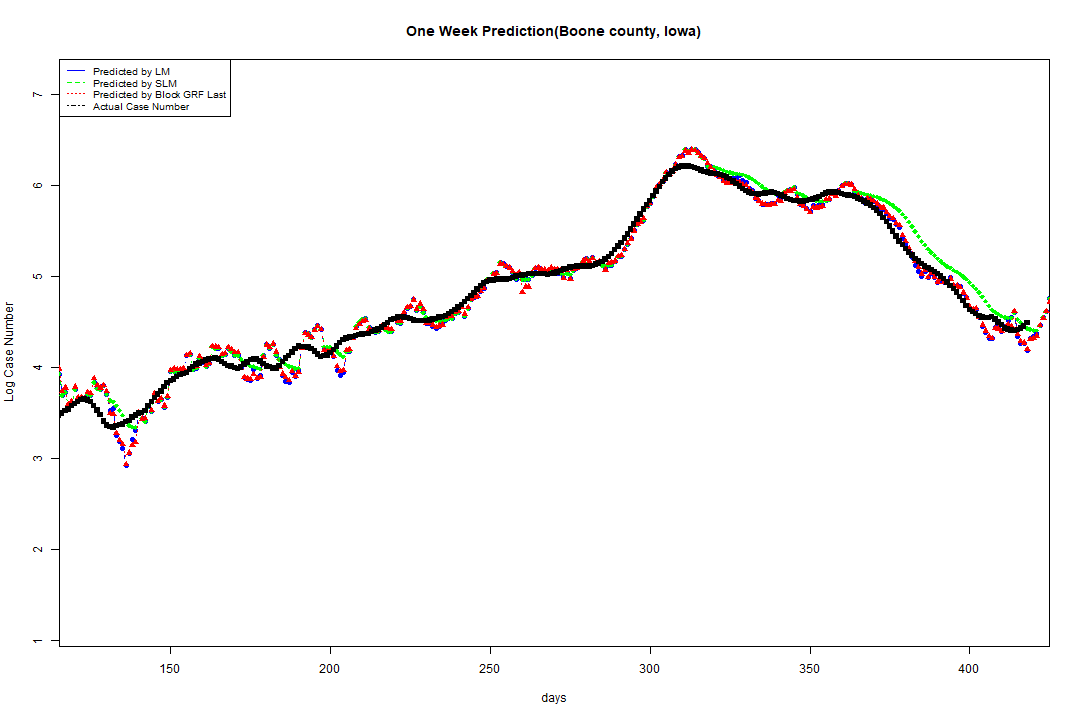 One Week Prediction(Boone county, Iowa)
Predicted by LM
Predicted by SLM
Predicted by Block GRF Last
Actual Case Number
7
6
5
4
3
2
1
Log Case Number
150 200 250 300 350 400
days